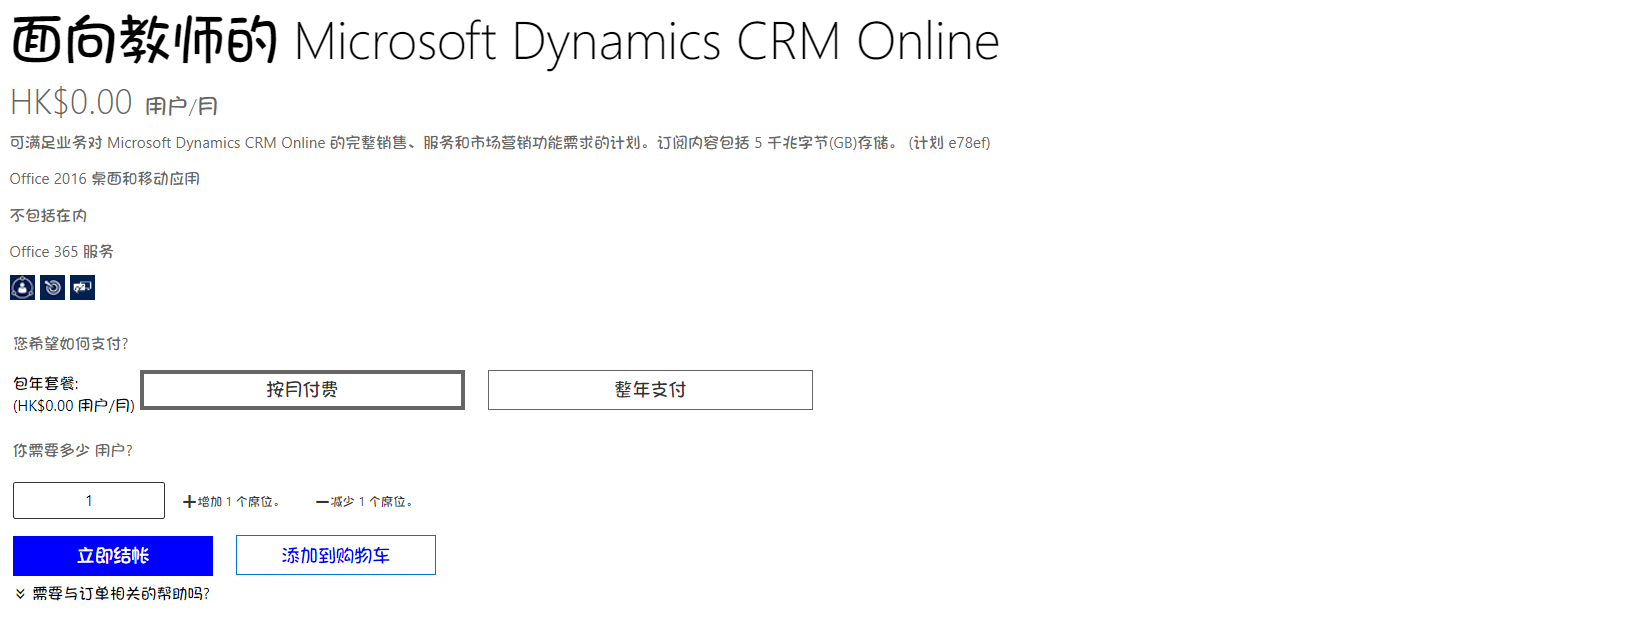 面向教师的 Microsoft Dynamics CRM Online
HK$0.00 用户/月
可满足业务对 Microsoft Dynamics CRM Online 的完整销售、服务和市场营销功能需求的计划。订阅内容包括 5 千兆字节(GB)存储。 (计划 e78ef)
Office 2016 桌面和移动应用
不包括在内
Office 365 服务
您希望如何支付?
包年套餐:
(HK$0.00 用户/月)
按月付费
整年支付
你需要多少 用户?
1
增加 1 个席位。
减少 1 个席位。
立即结帐
添加到购物车
需要与订单相关的帮助吗?